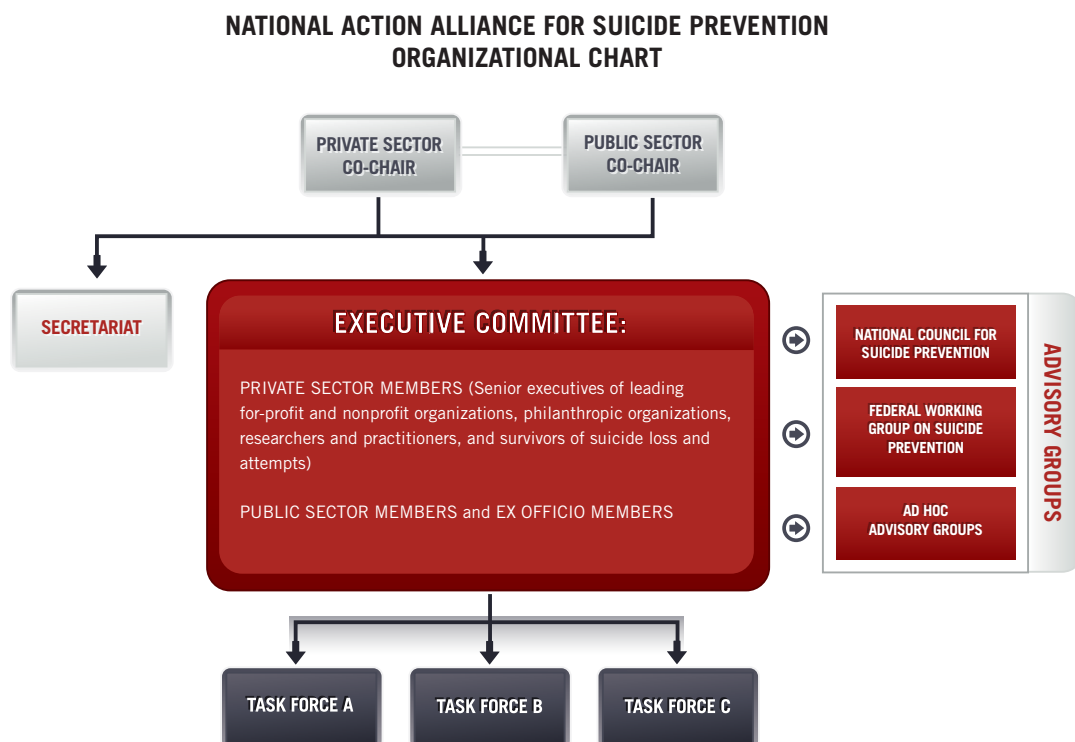 NATIONAL ACTION ALLIANCE FOR SUICIDE PREVENTION
ORGANIZATIONAL CHART
PRIVATE SECTOR
CO-CHAIR
PUBLIC SECTOR
CO-CHAIR
SECRETARIAT
EXECUTIVE COMMITTEE:
PRIVATE SECTOR MEMBERS (Senior executives of leading
for-profit and nonprofit organizations, philanthropic organizations,
researchers and practitioners, and survivors of suicide loss and
attempts)
PUBLIC SECTOR MEMBERS and EX OFFICIO MEMBERS
NATIONAL COUNCIL FOR
SUICIDE PREVENTION
FEDERAL WORKING
GROUP ON SUICIDE
PREVENTION
AD HOC
ADVISORY GROUPS
ADVISORY GROUPS
TASK FORCE A
TASK FORCE B
TASK FORCE C